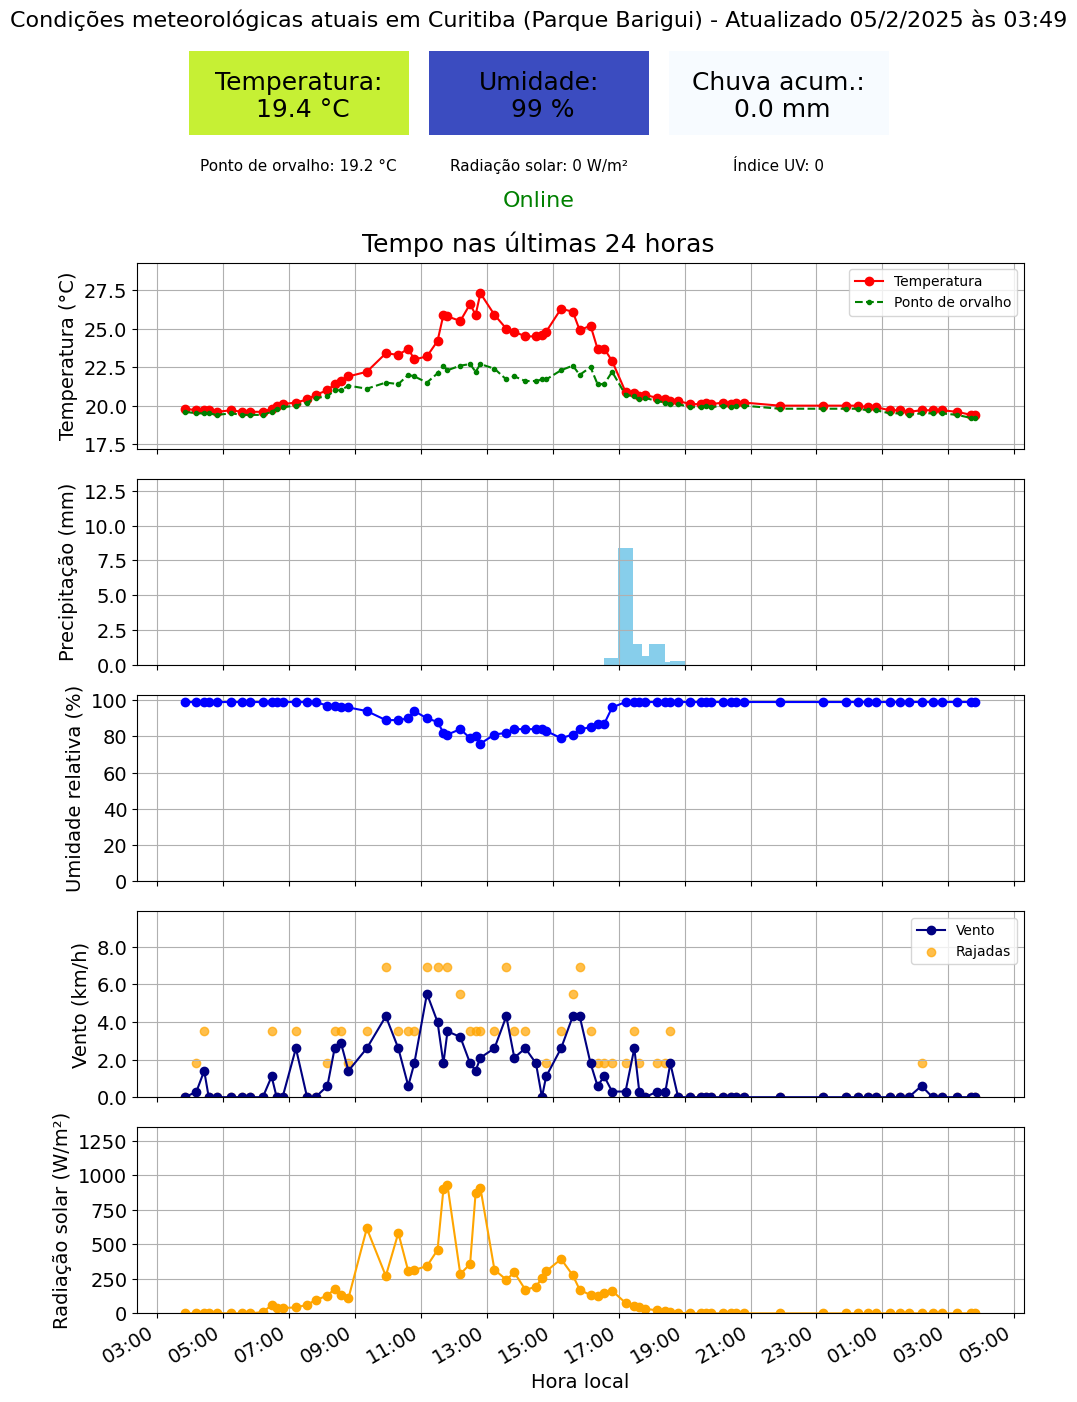 Condições meteorológicas atuais em Curitiba (Parque Barigui) - Atualizado 05/2/2025 às 03:49
Temperatura:
19.4 °C
Umidade:
99 %
Chuva acum.:
0.0 mm
Ponto de orvalho: 19.2 °C
Radiação solar: 0 W/m²
Índice UV: 0
Online
Tempo nas últimas 24 horas
Temperatura (°C)
27.5
25.0
22.5
20.0
17.5
Temperatura
Ponto de orvalho
Precipitação (mm)
12.5
10.0
7.5
5.0
2.5
0.0
Umidade relativa (%)
100
80
60
40
20
0
Vento (km/h)
8.0
6.0
4.0
2.0
0.0
Vento
Rajadas
Radiação solar (W/m²)
1250
1000
750
500
250
0
03:00
05:00
07:00
09:00
11:00
13:00
15:00
17:00
19:00
21:00
23:00
01:00
03:00
05:00
Hora local